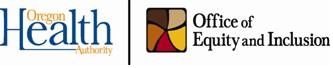 Oregon
Health
Authority
Office of
Equity and Inclusion